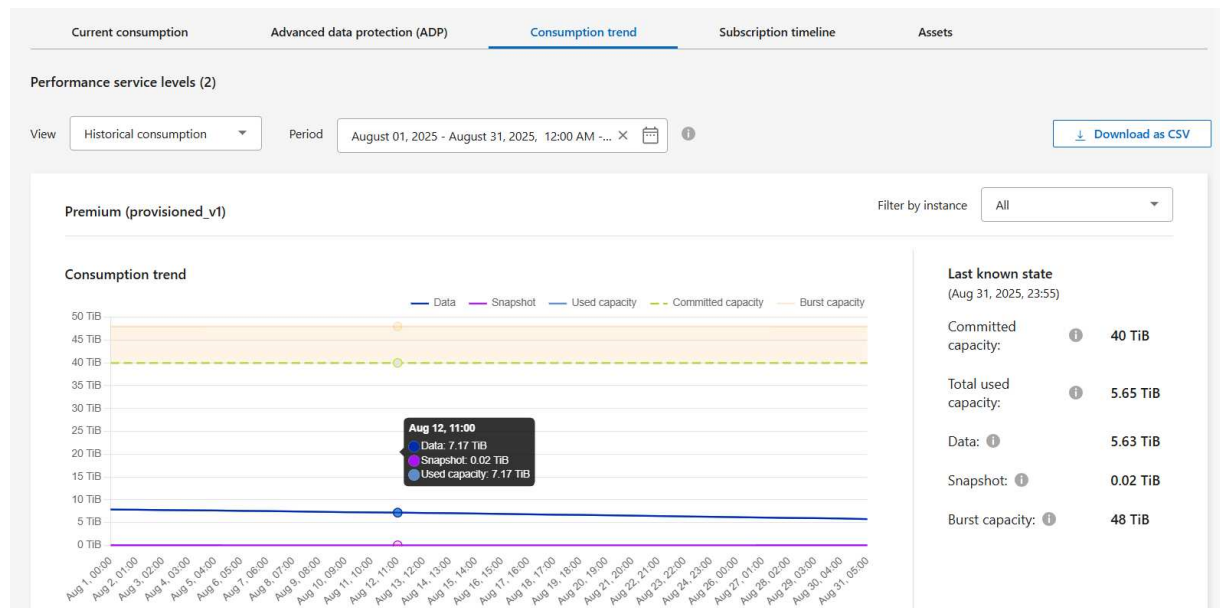 Current consumption
Advanced data protection (ADP)
Consumption trend
Subscription timeline
Assets
Performance service levels (2)
View
Historical consumption
Period
August 01, 2025 - August 31, 2025, 12:00 AM -...
Download as CSV
Premium (provisioned_v1)
Filter by instance
All
Consumption trend
Data
Snapshot
Used capacity
Committed capacity
Burst capacity
50 TiB
45 TiB
40 TiB
35 TiB
30 TiB
25 TiB
20 TiB
15 TiB
10 TiB
5 TiB
0 TiB
Aug 12, 11:00
Data: 7.17 TiB
Snapshot: 0.02 TiB
Used capacity: 7.17 TiB
Aug 1, 00:00
Aug 2, 01:00
Aug 3, 02:00
Aug 4, 03:00
Aug 5, 04:00
Aug 6, 05:00
Aug 7, 06:00
Aug 8, 07:00
Aug 9, 08:00
Aug 10, 09:00
Aug 11, 10:00
Aug 12, 11:00
Aug 13, 12:00
Aug 14, 13:00
Aug 15, 14:00
Aug 16, 15:00
Aug 17, 16:00
Aug 18, 17:00
Aug 19, 18:00
Aug 20, 19:00
Aug 21, 20:00
Aug 22, 21:00
Aug 23, 22:00
Aug 24, 23:00
Aug 26, 00:00
Aug 27, 01:00
Aug 28, 02:00
Aug 29, 03:00
Aug 30, 04:00
Aug 31, 05:00
Last known state
(Aug 31, 2025, 23:55)
Committed
capacity:
40 TiB
Total used
capacity:
5.65 TiB
Data:
5.63 TiB
Snapshot:
0.02 TiB
Burst capacity:
48 TiB